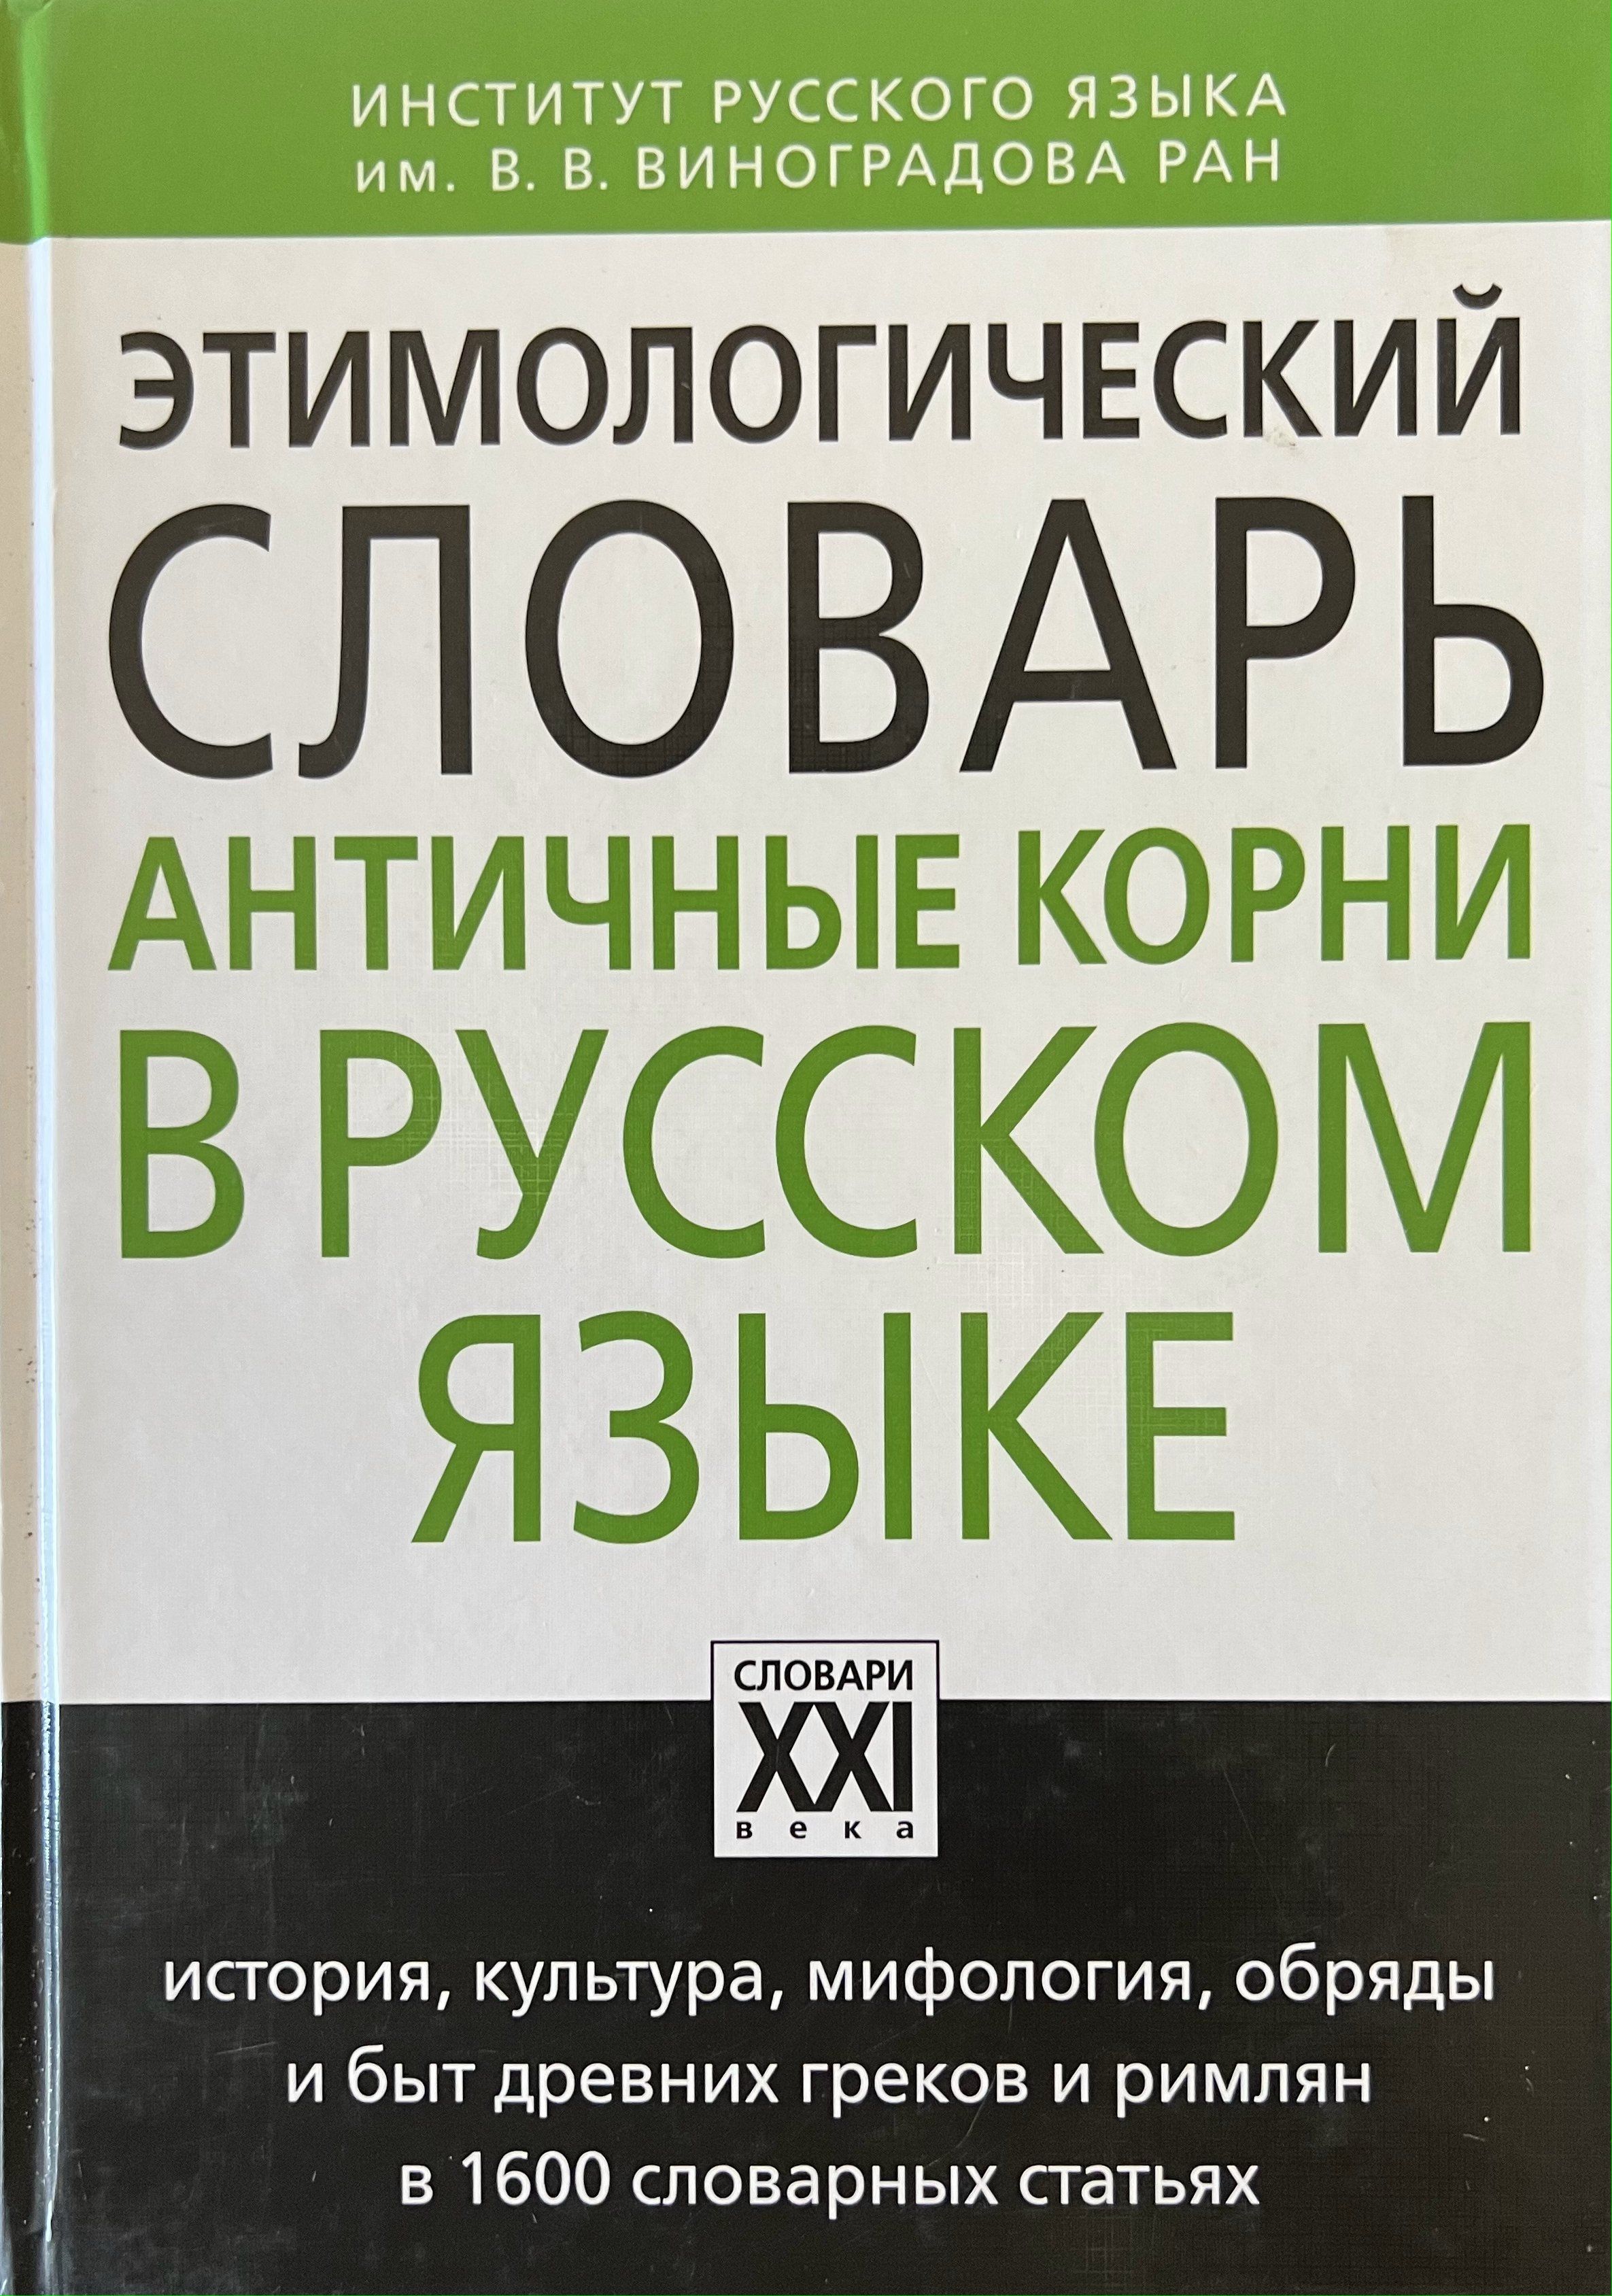 ИНСТИТУТ РУССКОГО ЯЗЫКА
им. В. В. ВИНОГРАДОВА РАН
ЭТИМОЛОГИЧЕСКИЙ
СЛОВАРЬ
АНТИЧНЫЕ КОРНИ
В РУССКОМ
ЯЗЫКЕ
СЛОВАРИ
XXI
века
история, культура, мифология, обряды
и быт древних греков и римлян
в 1600 словарных статьях